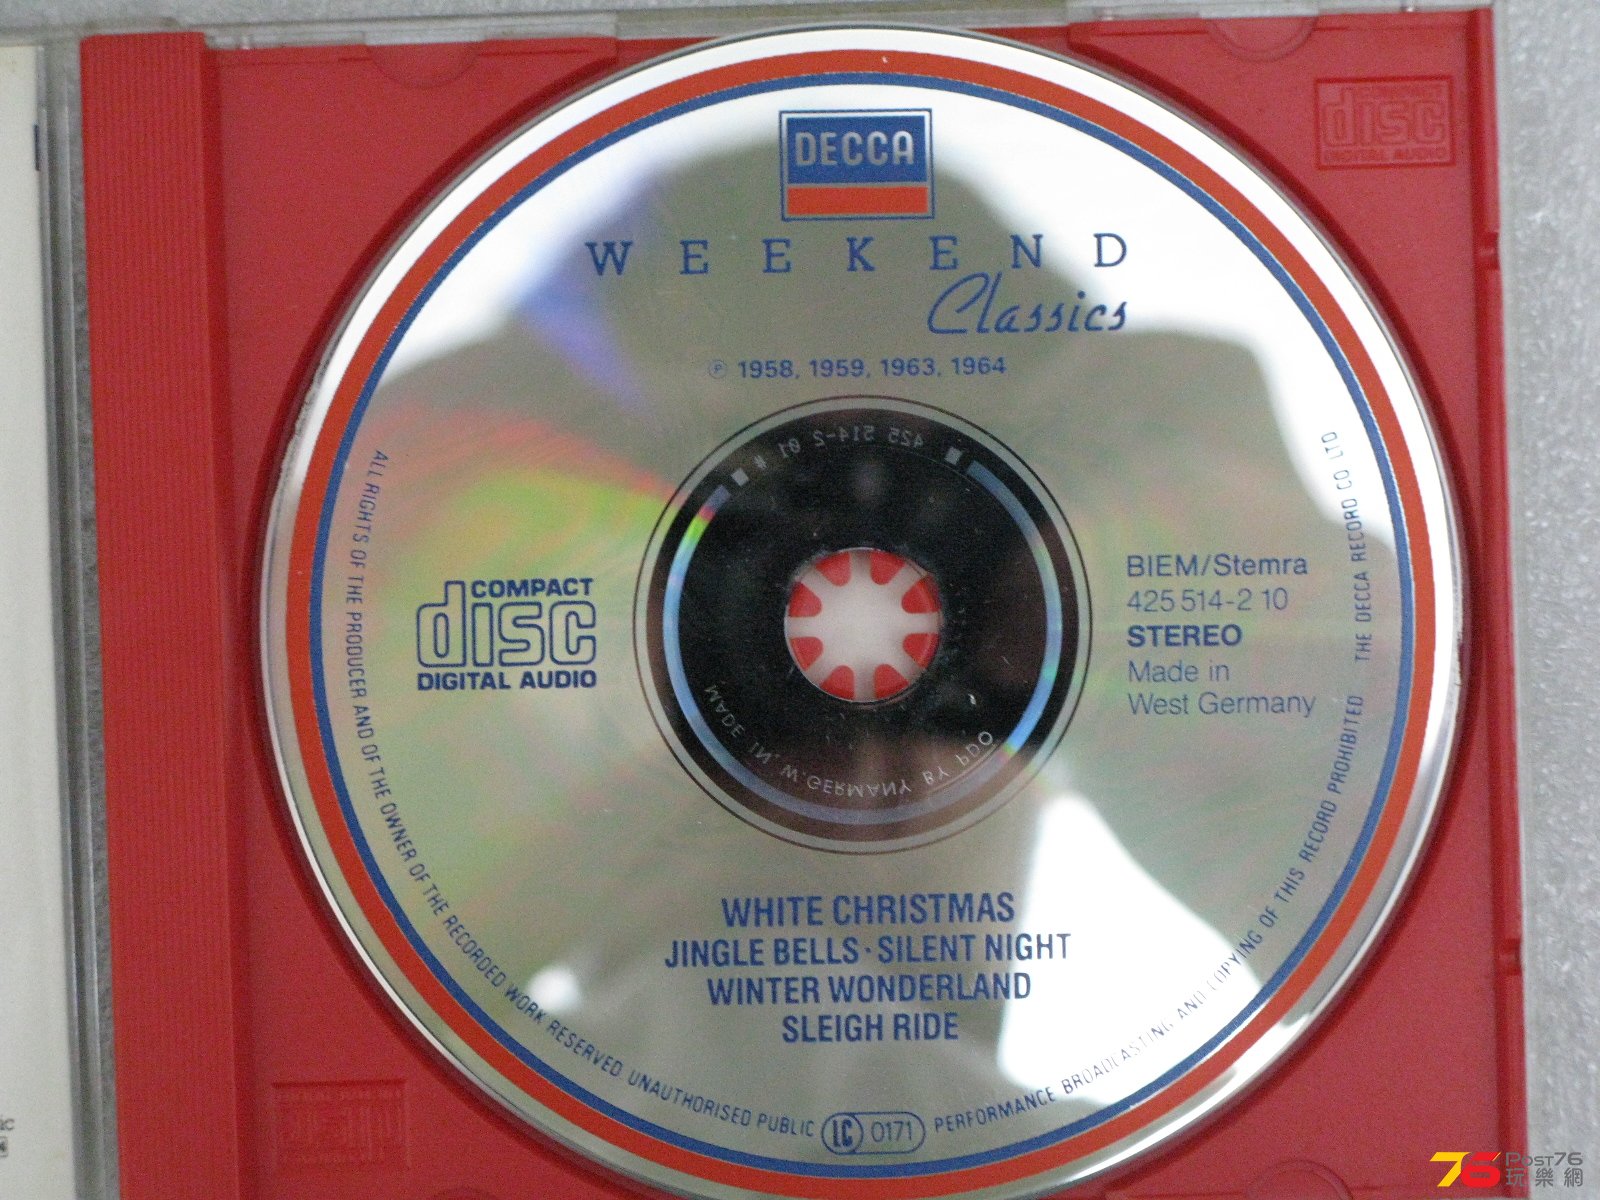 DECCA
WEEKEND
Classics
℗ 1958, 1959, 1963, 1964
COMPACT
disc
DIGITAL AUDIO
COMPACT
disc
DIGITAL AUDIO
BIEM/Stemra
425 514-2 10
STEREO
Made in
West Germany
425 514-2 01 #
MADE IN W.GERMANY BY PDO
WHITE CHRISTMAS
JINGLE BELLS · SILENT NIGHT
WINTER WONDERLAND
SLEIGH RIDE
ALL RIGHTS OF THE PRODUCER AND OF THE OWNER OF THE RECORDED WORK RESERVED UNAUTHORISED PUBLIC PERFORMANCE BROADCASTING AND COPYING OF THIS RECORD PROHIBITED THE DECCA RECORD CO LTD
LC 0171
76 Post76
玩樂網